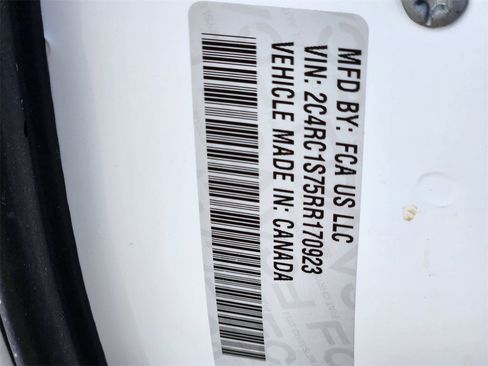 MFD BY: FCA US LLC
VIN: 2C4RC1S75RR170923
VEHICLE MADE IN: CANADA